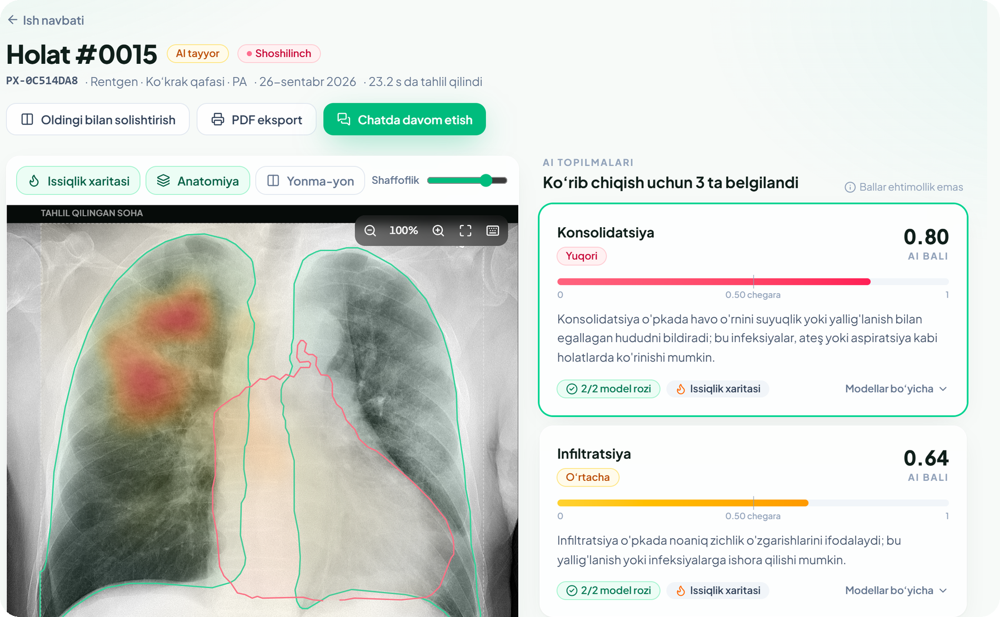 Ish navbati
Holat #0015 AI tayyor Shoshilinch
PX-0C514DA8 · Rentgen · Ko‘krak qafasi · PA · 26–sentabr 2026 · 23.2 s da tahlil qilindi
Oldingi bilan solishtirish PDF eksport Chatda davom etish
Issiqlik xaritasi Anatomiya Yonma-yon Shaffoflik
TAHLIL QILINGAN SOHA
100%
AI TOPILMALARI
Ko‘rib chiqish uchun 3 ta belgilandi Ballar ehtimollik emas
Konsolidatsiya 0.80
Yuqori AI BALI
0 0.50 chegara 1
Konsolidatsiya o'pkada havo o'rnini suyuqlik yoki yallig'lanish bilan
egallagan hududni bildiradi; bu infeksiyalar, ateş yoki aspiratsiya kabi
holatlarda ko'rinishi mumkin.
2/2 model rozi Issiqlik xaritasi Modellar bo‘yicha
Infiltratsiya 0.64
O‘rtacha AI BALI
0 0.50 chegara 1
Infiltratsiya o'pkada noaniq zichlik o'zgarishlarini ifodalaydi; bu
yallig'lanish yoki infeksiyalarga ishora qilishi mumkin.
2/2 model rozi Issiqlik xaritasi Modellar bo‘yicha